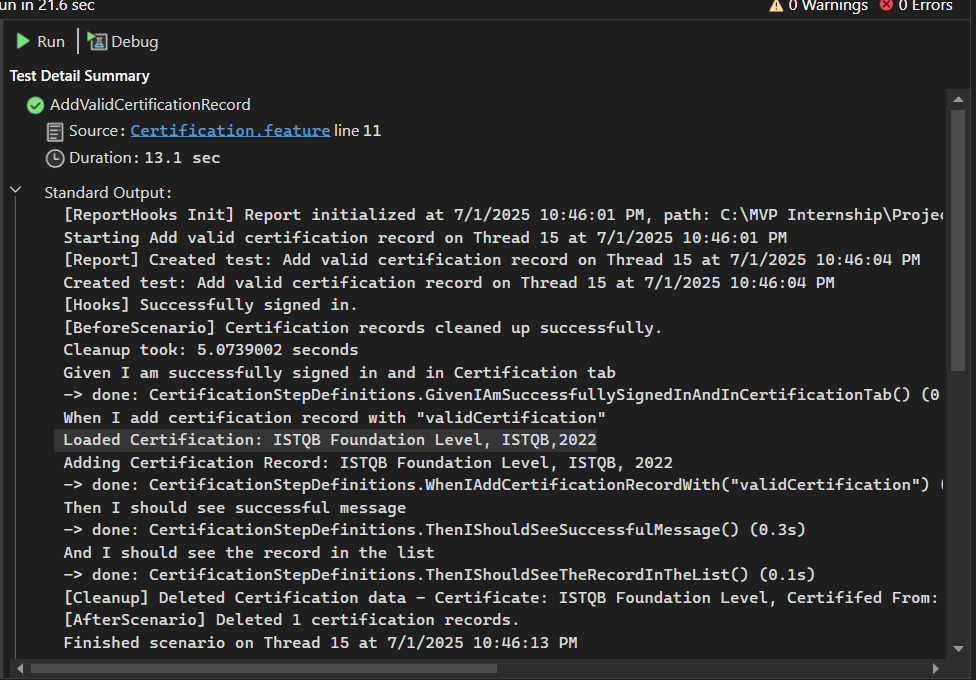 un in 21.6 sec 0 Warnings 0 Errors
Run Debug
Test Detail Summary
AddValidCertificationRecord
Source: Certification.feature line 11
Duration: 13.1 sec
Standard Output:
[ReportHooks Init] Report initialized at 7/1/2025 10:46:01 PM, path: C:\MVP Internship\Projec
Starting Add valid certification record on Thread 15 at 7/1/2025 10:46:01 PM
[Report] Created test: Add valid certification record on Thread 15 at 7/1/2025 10:46:04 PM
Created test: Add valid certification record on Thread 15 at 7/1/2025 10:46:04 PM
[Hooks] Successfully signed in.
[BeforeScenario] Certification records cleaned up successfully.
Cleanup took: 5.0739002 seconds
Given I am successfully signed in and in Certification tab
-> done: CertificationStepDefinitions.GivenIAmSuccessfullySignedInAndInCertificationTab() (0
When I add certification record with "validCertification"
Loaded Certification: ISTQB Foundation Level, ISTQB,2022
Adding Certification Record: ISTQB Foundation Level, ISTQB, 2022
-> done: CertificationStepDefinitions.WhenIAddCertificationRecordWith("validCertification") (
Then I should see successful message
-> done: CertificationStepDefinitions.ThenIShouldSeeSuccessfulMessage() (0.3s)
And I should see the record in the list
-> done: CertificationStepDefinitions.ThenIShouldSeeTheRecordInTheList() (0.1s)
[Cleanup] Deleted Certification data - Certificate: ISTQB Foundation Level, Certififed From:
[AfterScenario] Deleted 1 certification records.
Finished scenario on Thread 15 at 7/1/2025 10:46:13 PM